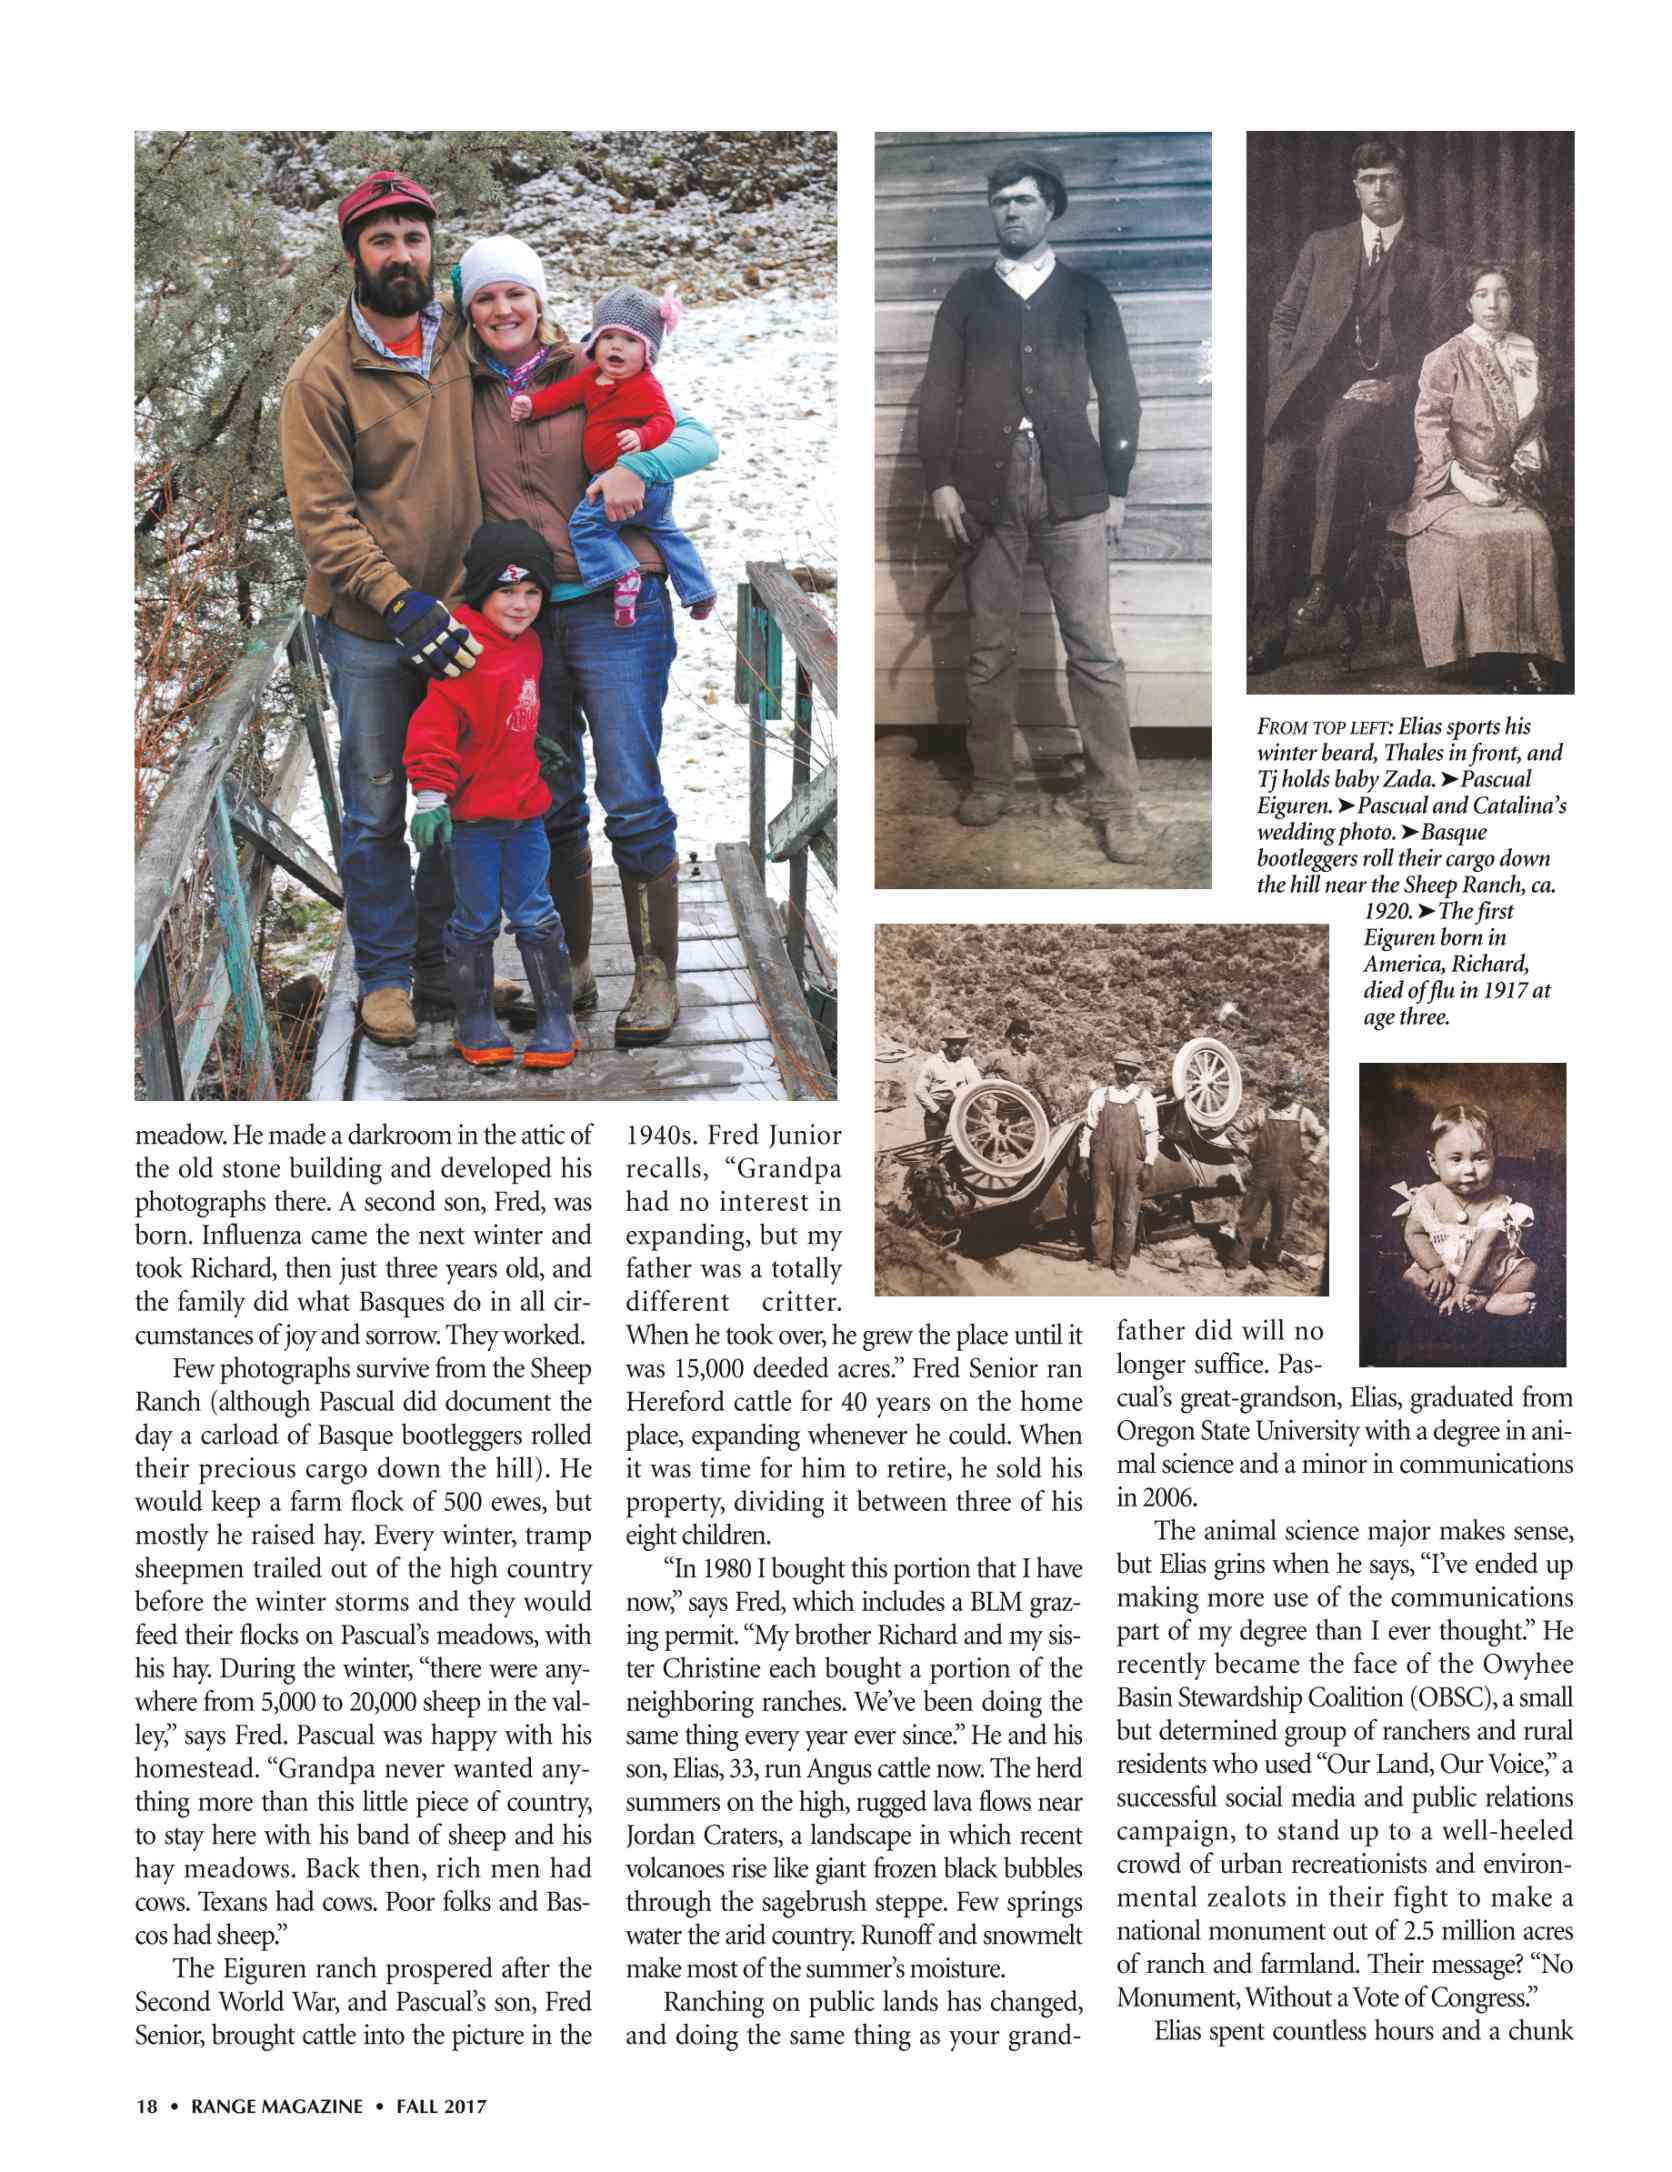 FROM TOP LEFT: Elias sports his
winter beard, Thales in front, and
Tj holds baby Zada. ➤Pascual
Eiguren. ➤Pascual and Catalina’s
wedding photo. ➤Basque
bootleggers roll their cargo down
the hill near the Sheep Ranch, ca.
1920. ➤The first
Eiguren born in
America, Richard,
died of flu in 1917 at
age three.
meadow. He made a darkroom in the attic of
the old stone building and developed his
photographs there. A second son, Fred, was
born. Influenza came the next winter and
took Richard, then just three years old, and
the family did what Basques do in all cir-
cumstances of joy and sorrow. They worked.
Few photographs survive from the Sheep
Ranch (although Pascual did document the
day a carload of Basque bootleggers rolled
their precious cargo down the hill). He
would keep a farm flock of 500 ewes, but
mostly he raised hay. Every winter, tramp
sheepmen trailed out of the high country
before the winter storms and they would
feed their flocks on Pascual’s meadows, with
his hay. During the winter, “there were any-
where from 5,000 to 20,000 sheep in the val-
ley,” says Fred. Pascual was happy with his
homestead. “Grandpa never wanted any-
thing more than this little piece of country,
to stay here with his band of sheep and his
hay meadows. Back then, rich men had
cows. Texans had cows. Poor folks and Bas-
cos had sheep.”
The Eiguren ranch prospered after the
Second World War, and Pascual’s son, Fred
Senior, brought cattle into the picture in the
1940s. Fred Junior
recalls, “Grandpa
had no interest in
expanding, but my
father was a totally
different critter.
When he took over, he grew the place until it
was 15,000 deeded acres.” Fred Senior ran
Hereford cattle for 40 years on the home
place, expanding whenever he could. When
it was time for him to retire, he sold his
property, dividing it between three of his
eight children.
“In 1980 I bought this portion that I have
now,” says Fred, which includes a BLM graz-
ing permit. “My brother Richard and my sis-
ter Christine each bought a portion of the
neighboring ranches. We’ve been doing the
same thing every year ever since.” He and his
son, Elias, 33, run Angus cattle now. The herd
summers on the high, rugged lava flows near
Jordan Craters, a landscape in which recent
volcanoes rise like giant frozen black bubbles
through the sagebrush steppe. Few springs
water the arid country. Runoff and snowmelt
make most of the summer’s moisture.
Ranching on public lands has changed,
and doing the same thing as your grand-
father did will no
longer suffice. Pas-
cual’s great-grandson, Elias, graduated from
Oregon State University with a degree in ani-
mal science and a minor in communications
in 2006.
The animal science major makes sense,
but Elias grins when he says, “I’ve ended up
making more use of the communications
part of my degree than I ever thought.” He
recently became the face of the Owyhee
Basin Stewardship Coalition (OBSC), a small
but determined group of ranchers and rural
residents who used “Our Land, Our Voice,” a
successful social media and public relations
campaign, to stand up to a well-heeled
crowd of urban recreationists and environ-
mental zealots in their fight to make a
national monument out of 2.5 million acres
of ranch and farmland. Their message? “No
Monument, Without a Vote of Congress.”
Elias spent countless hours and a chunk
18 • RANGE MAGAZINE • FALL 2017